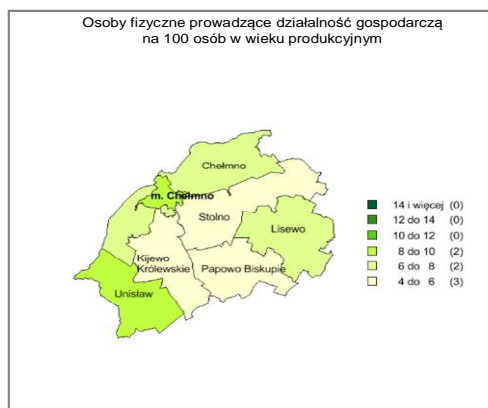 Osoby fizyczne prowadzące działalność gospodarczą
na 100 osób w wieku produkcyjnym
Chełmno
m. Chełmno
Stolno
Lisewo
Kijewo
Królewskie
Papowo Biskupie
Unisław
14 i więcej (0)
12 do 14 (0)
10 do 12 (0)
8 do 10 (2)
6 do 8 (2)
4 do 6 (3)